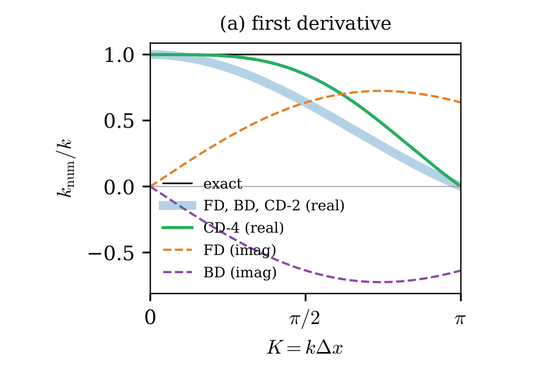 (a) first derivative
1.0
0.5
0.0
−0.5
k_num/k
exact
FD, BD, CD-2 (real)
CD-4 (real)
FD (imag)
BD (imag)
0
π/2
π
K = kΔx